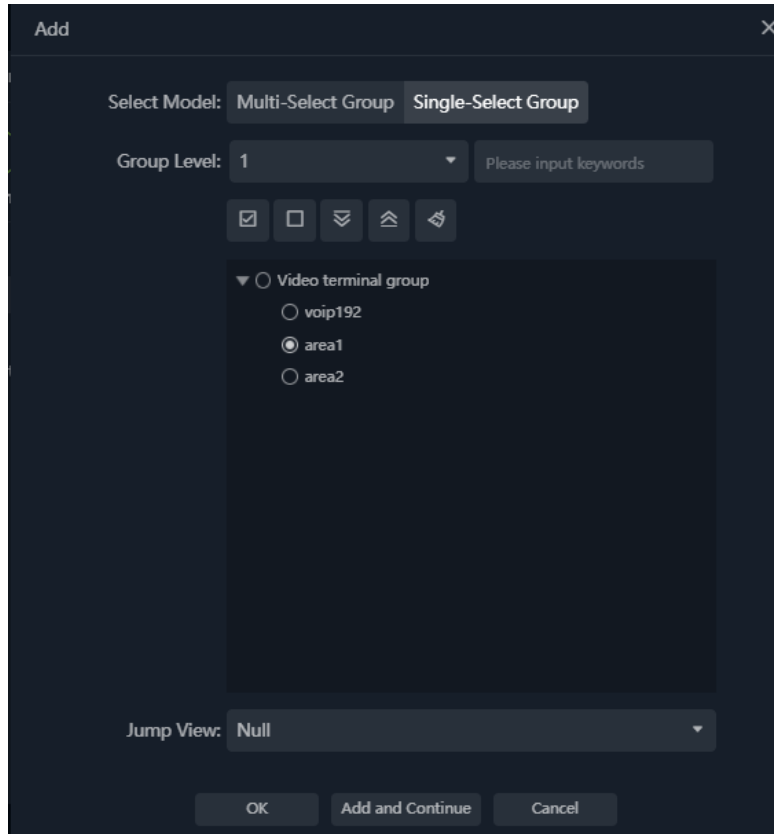 Add
Select Model: Multi-Select Group Single-Select Group
Group Level: 1 Please input keywords
Video terminal group
voip192
area1
area2
Jump View: Null
OK Add and Continue Cancel